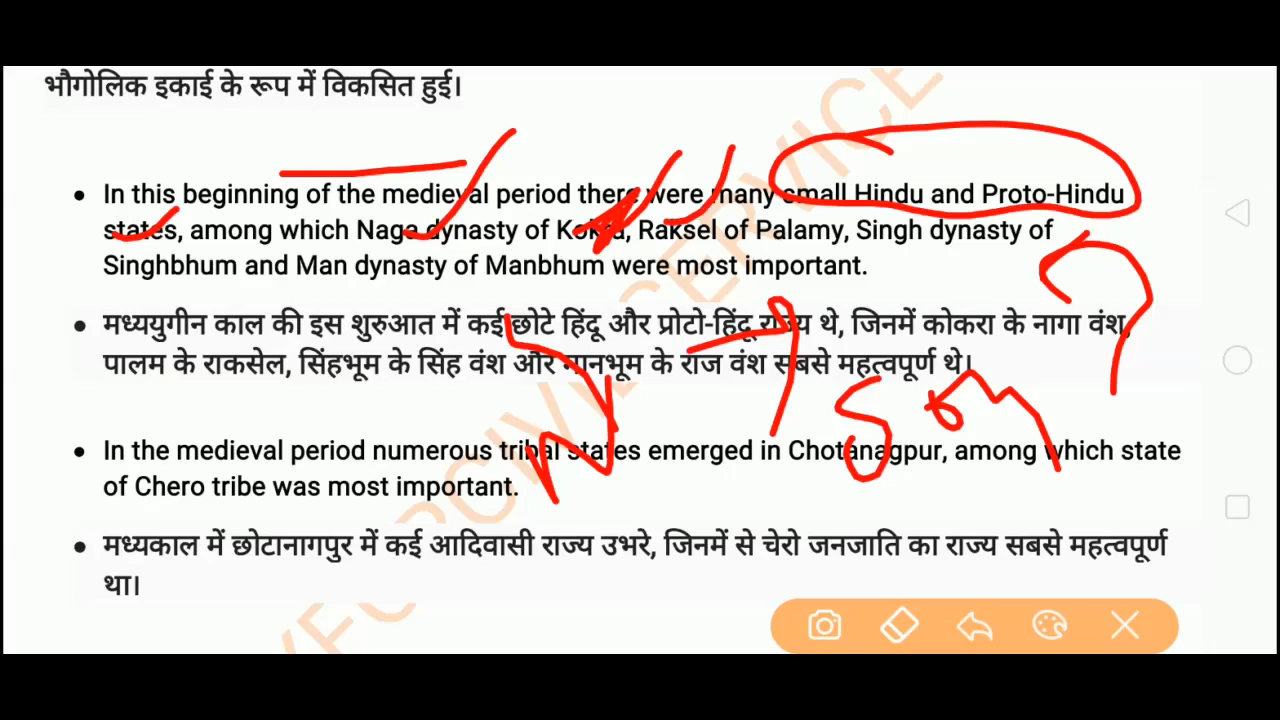 भौगोलिक इकाई के रूप में विकसित हुई।
In this beginning of the medieval period there were many small Hindu and Proto-Hindu
states, among which Naga dynasty of Raksel of Palamy, Singh dynasty of
Singhbhum and Man dynasty of Manbhum were most important.
मध्ययुगीन काल की इस शुरुआत में कई छोटे हिंदू और प्रोटो-हिंदू राज्य थे, जिनमें कोकरा के नागा वंश,
पालम के राकसेल, सिंहभूम के सिंह वंश और मानभूम के राज वंश सबसे महत्वपूर्ण थे।
In the medieval period numerous tribal states emerged in Chotanagpur, among which state
of Chero tribe was most important.
मध्यकाल में छोटानागपुर में कई आदिवासी राज्य उभरे, जिनमें से चेरो जनजाति का राज्य सबसे महत्वपूर्ण
था।